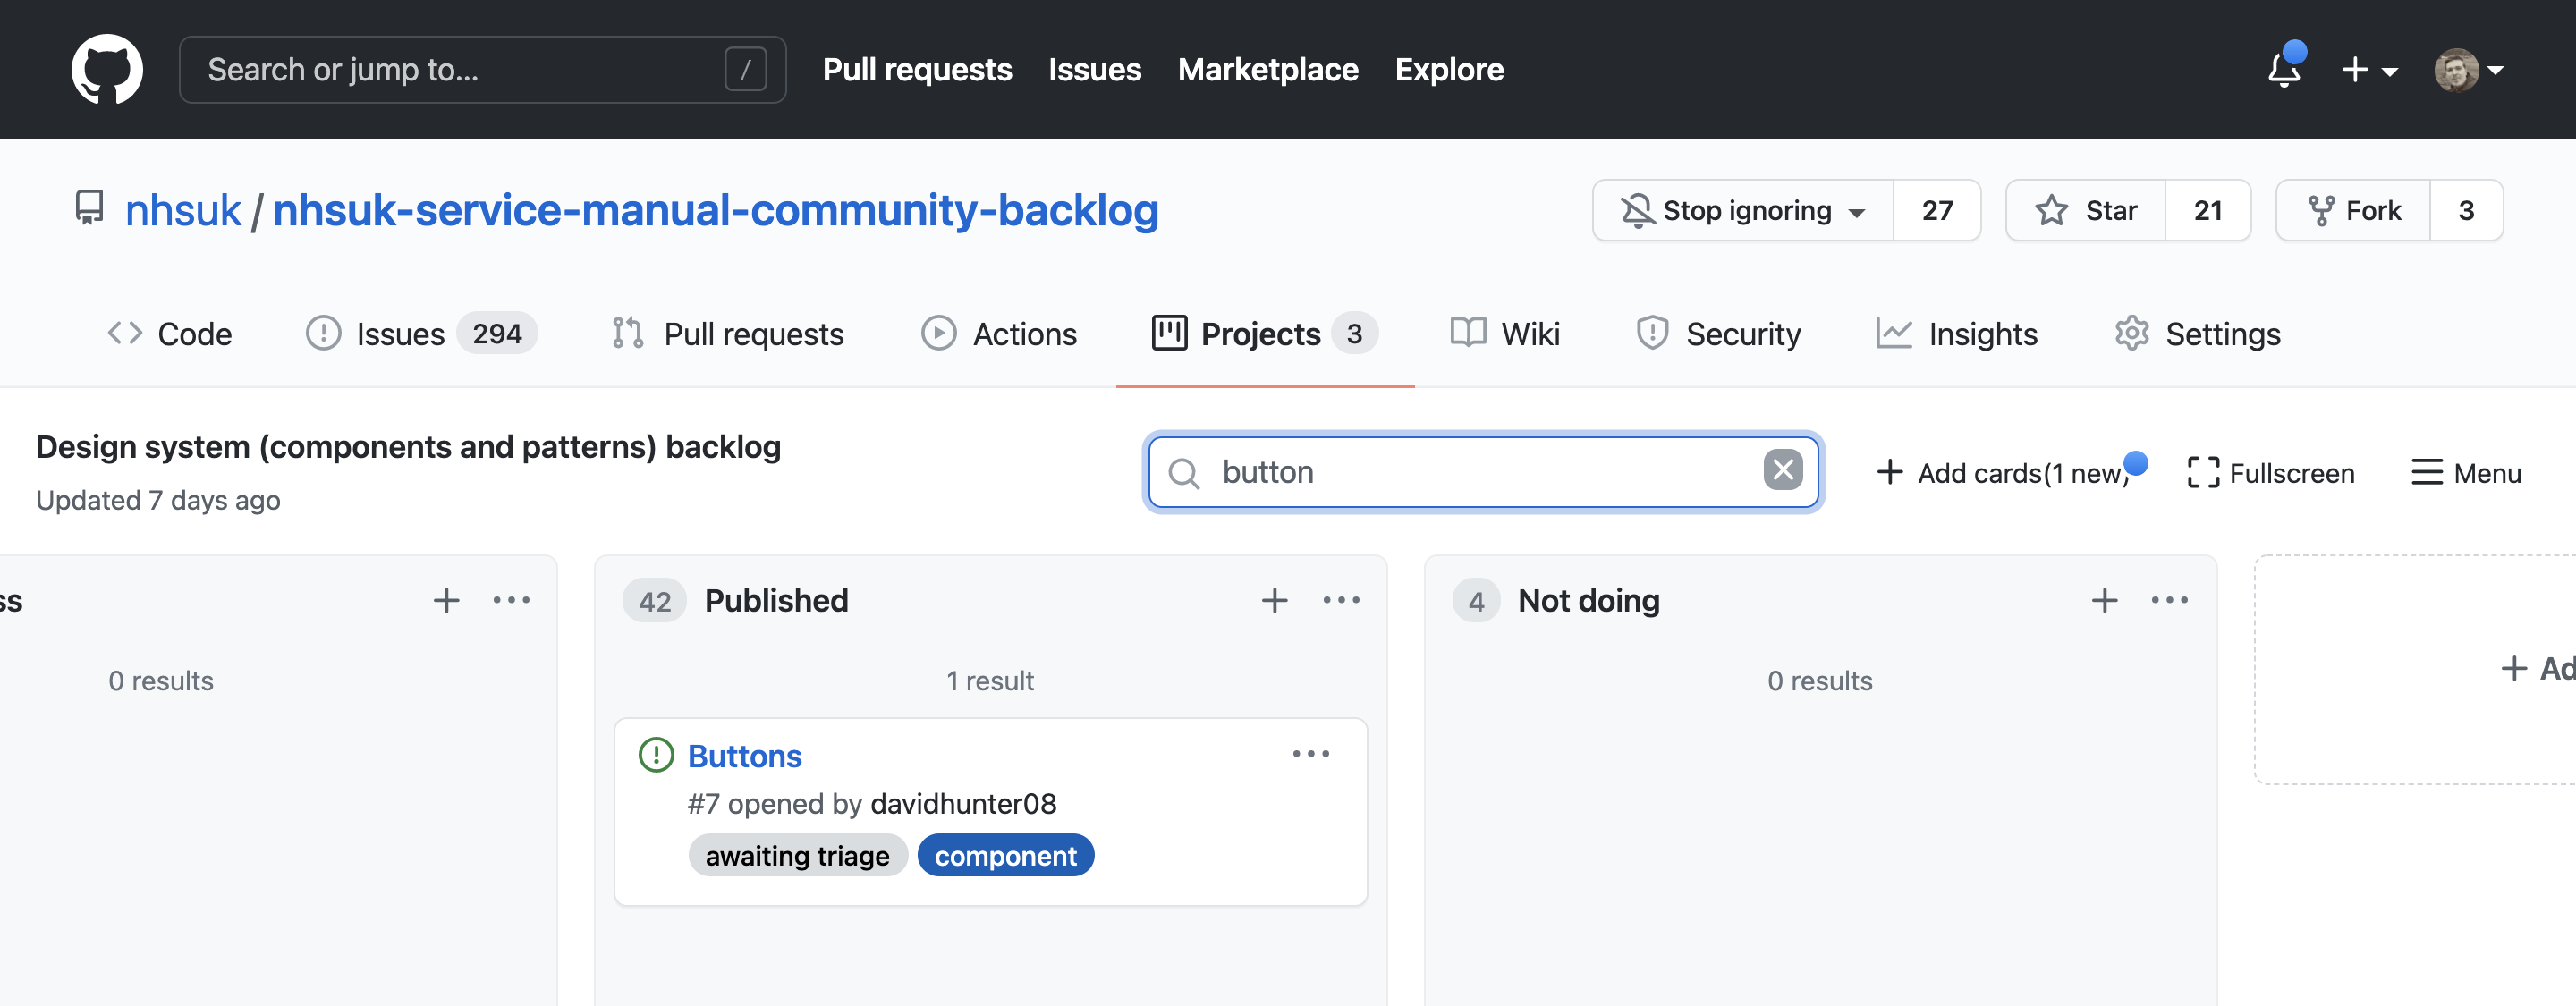 Search or jump to... / Pull requests Issues Marketplace Explore
nhsuk / nhsuk-service-manual-community-backlog Stop ignoring 27 Star 21 Fork 3
Code Issues 294 Pull requests Actions Projects 3 Wiki Security Insights Settings
Design system (components and patterns) backlog
Updated 7 days ago
button
Add cards(1 new) Fullscreen Menu
ss 42 Published 4 Not doing
0 results 1 result 0 results
+ Ad
Buttons
#7 opened by davidhunter08
awaiting triage component